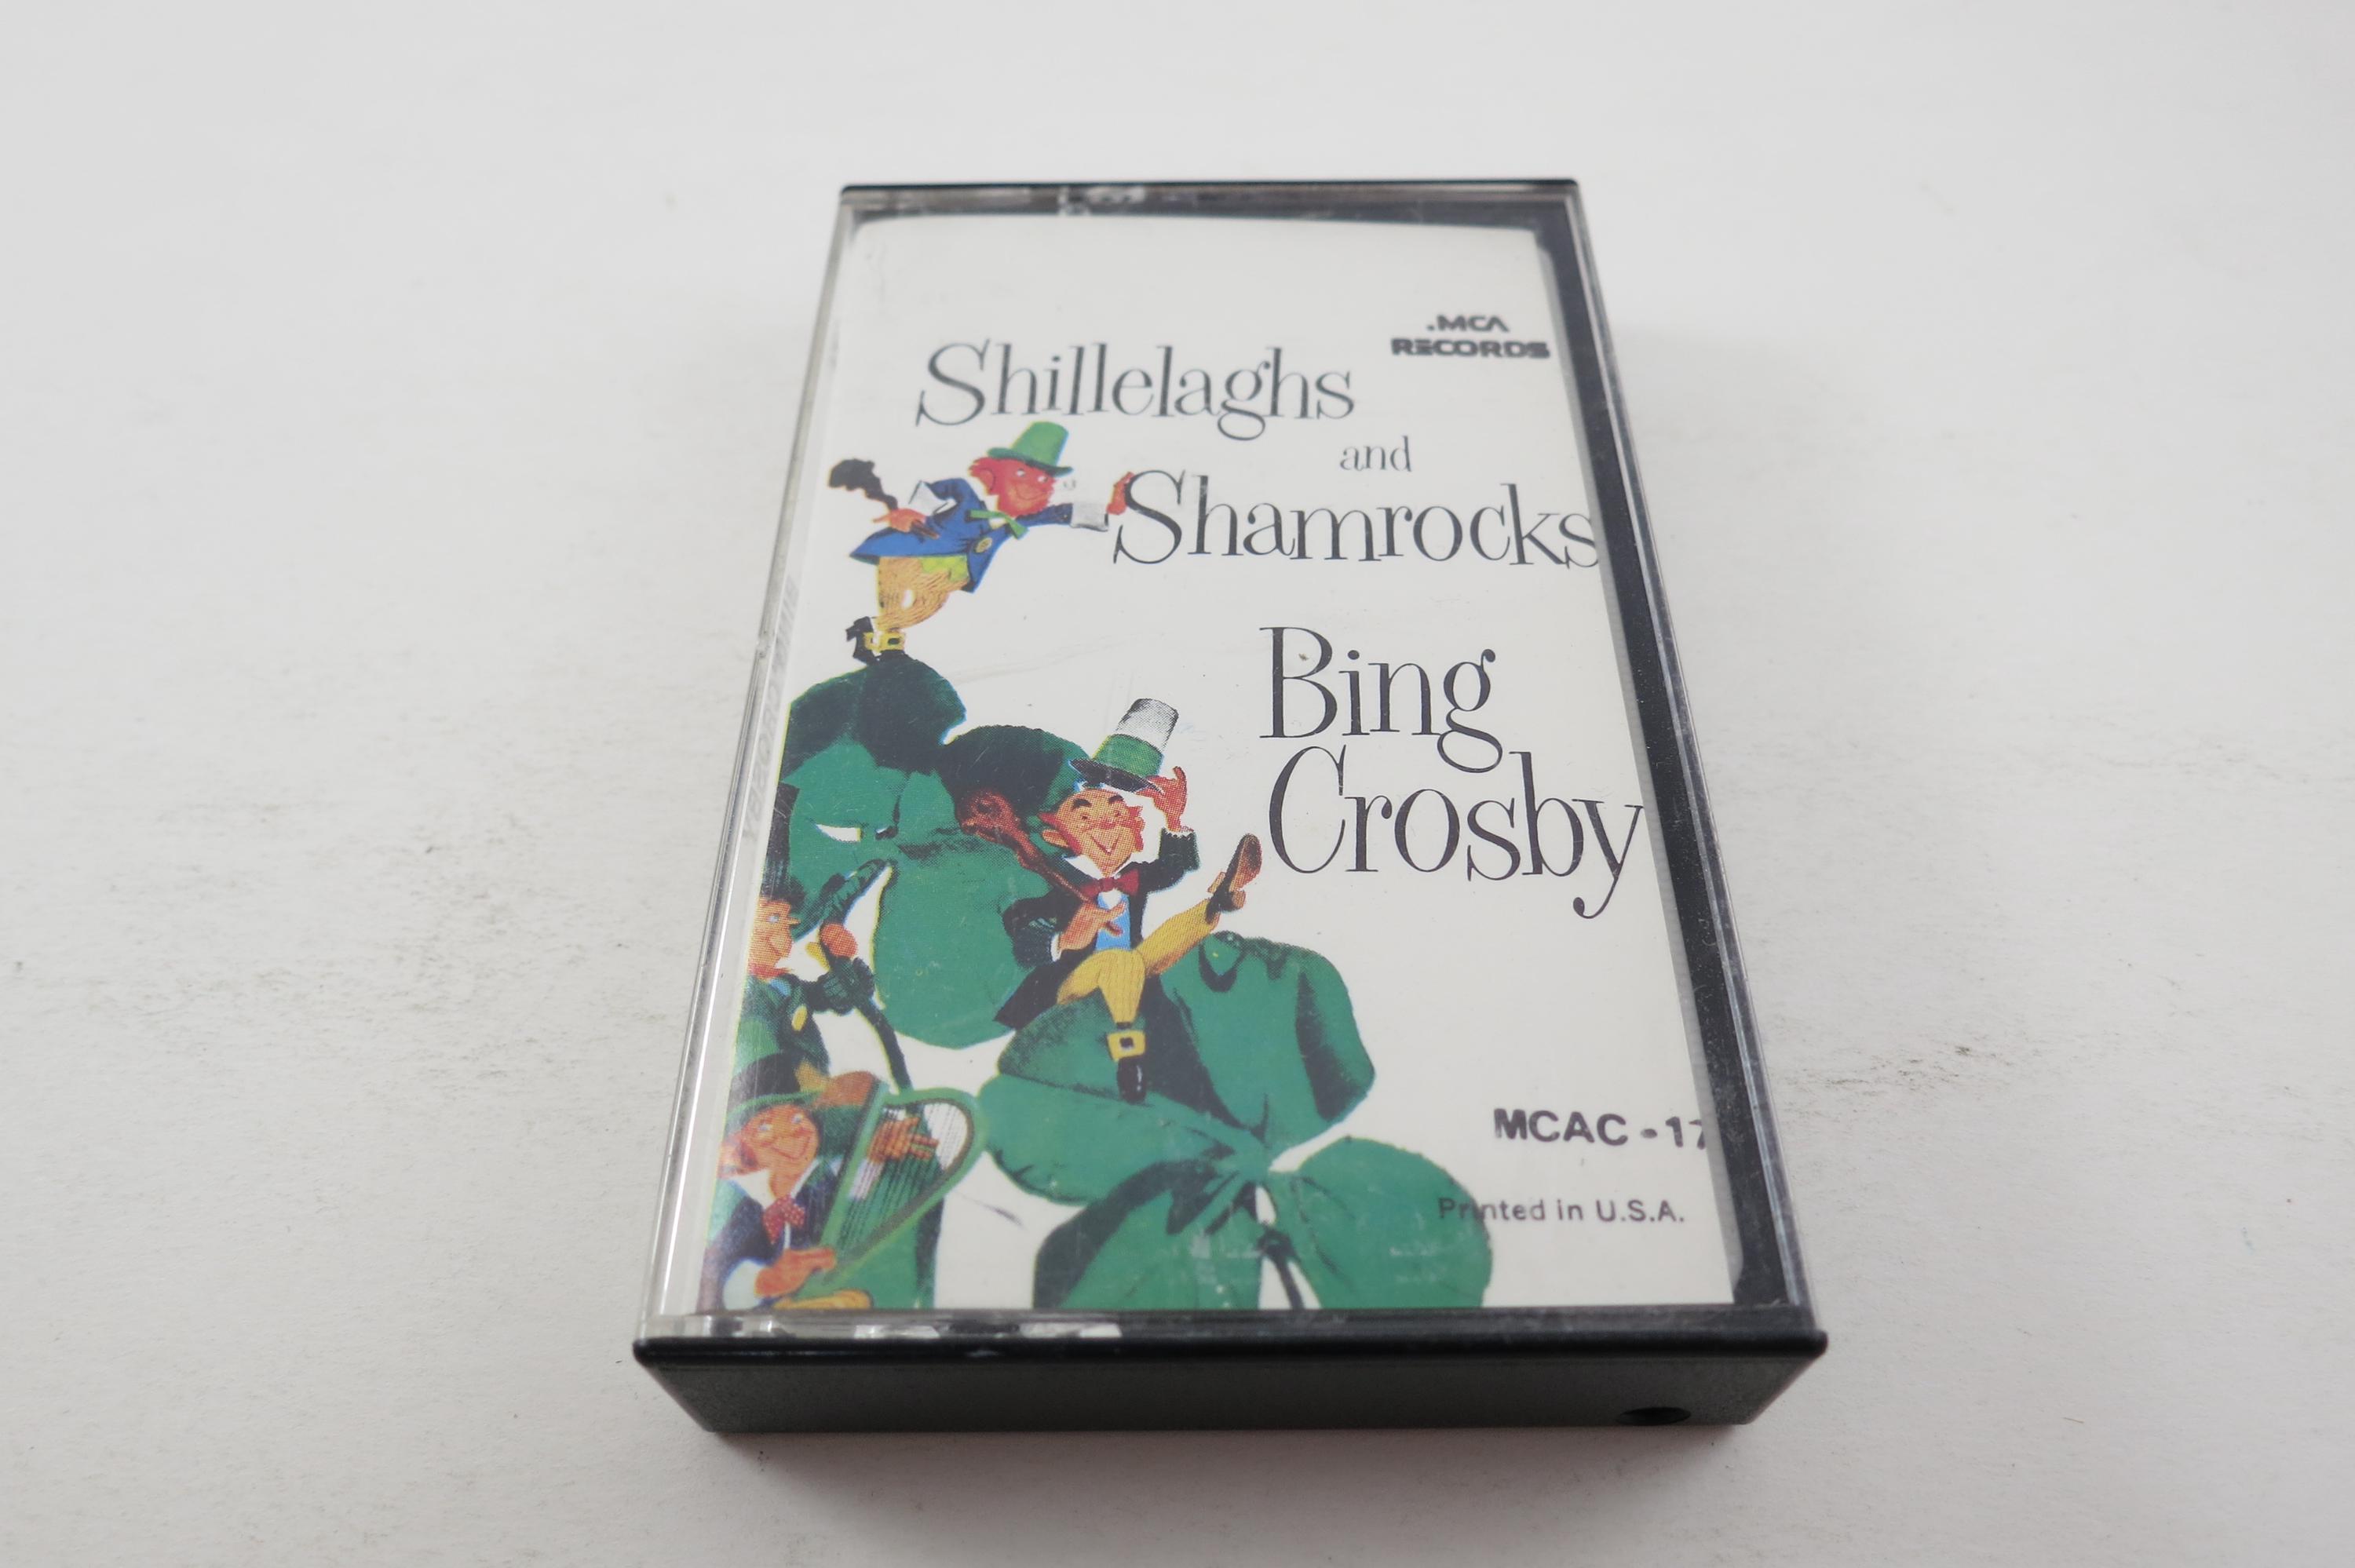 .MCA
RECORDS
Shillelaghs
and
Shamrocks
Bing
Crosby
MCAC-17
Printed in U.S.A.